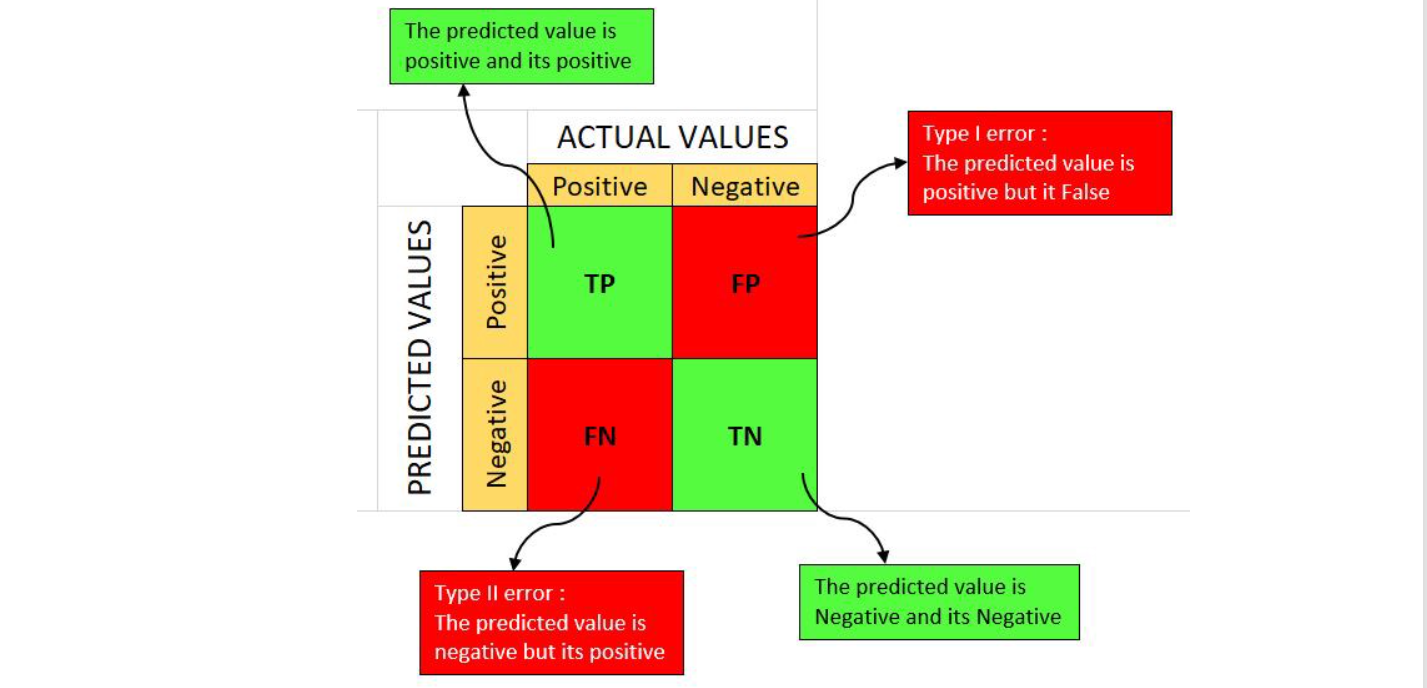 The predicted value is
positive and its positive
ACTUAL VALUES
Type I error :
The predicted value is
positive but it False
Positive
Negative
PREDICTED VALUES
Positive
TP
FP
Negative
FN
TN
Type II error :
The predicted value is
negative but its positive
The predicted value is
Negative and its Negative